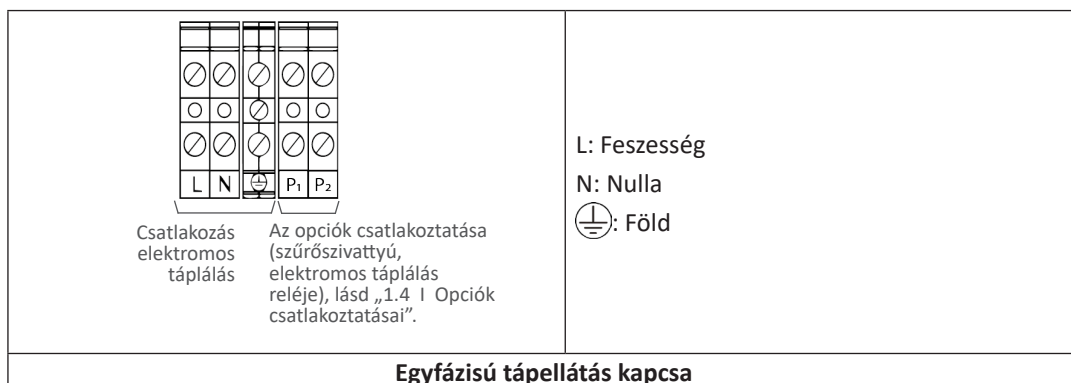 L N P₁ P₂
Csatlakozás
elektromos
táplálás
Az opciók csatlakoztatása
(szűrőszivattyú,
elektromos táplálás
reléje), lásd „1.4 I Opciók
csatlakoztatásai”.
L: Feszesség
N: Nulla
: Föld
Egyfázisú tápellátás kapcsa